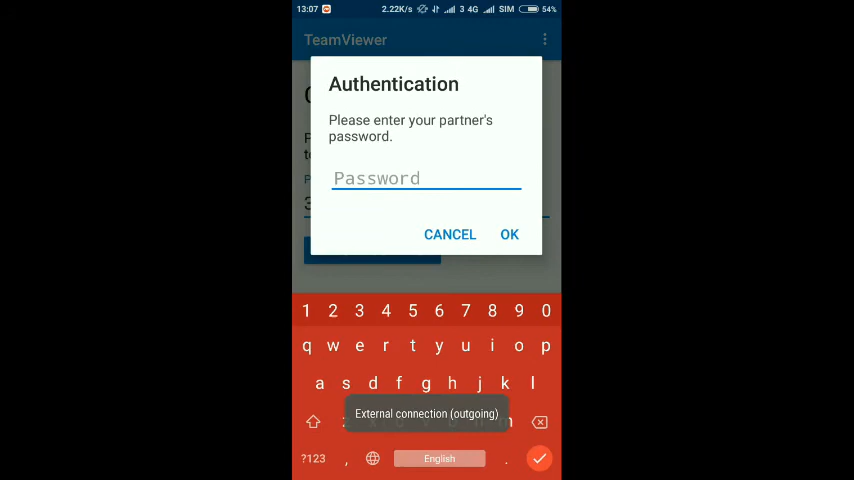 13:07 2.22K/s 3 4G SIM 54%
TeamViewer
Authentication
Please enter your partner's
password.
Password
CANCEL OK
1 2 3 4 5 6 7 8 9 0
q w e r t y u i o p
a s d f g h j k l
External connection (outgoing)
?123 , English .